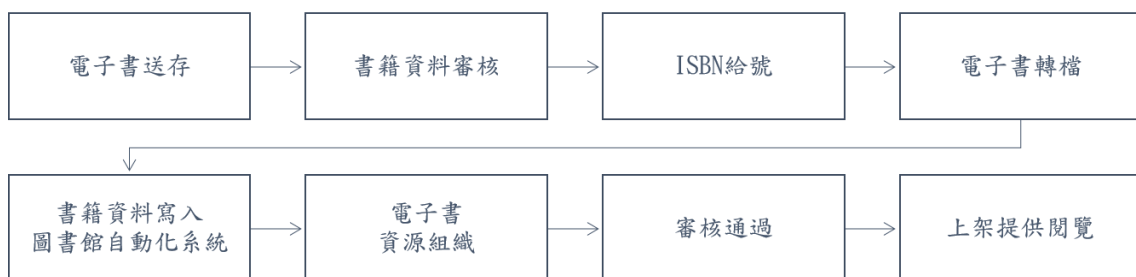 電子書送存
書籍資料審核
ISBN給號
電子書轉檔
書籍資料寫入
圖書館自動化系統
電子書
資源組織
審核通過
上架提供閱覽